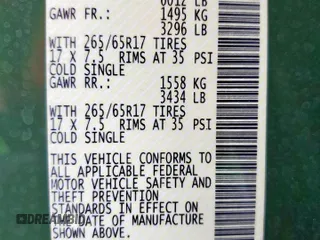 6012 LB
GAWR FR.: 1495 KG
3296 LB
WITH 265/65R17 TIRES
17 X 7.5 RIMS AT 35 PSI
COLD SINGLE
GAWR RR.: 1558 KG
3434 LB
WITH 265/65R17 TIRES
17 X 7.5 RIMS AT 35 PSI
COLD SINGLE
THIS VEHICLE CONFORMS TO
ALL APPLICABLE FEDERAL
MOTOR VEHICLE SAFETY AND
THEFT PREVENTION
STANDARDS IN EFFECT ON
DATE OF MANUFACTURE
SHOWN ABOVE.
DREAMBID